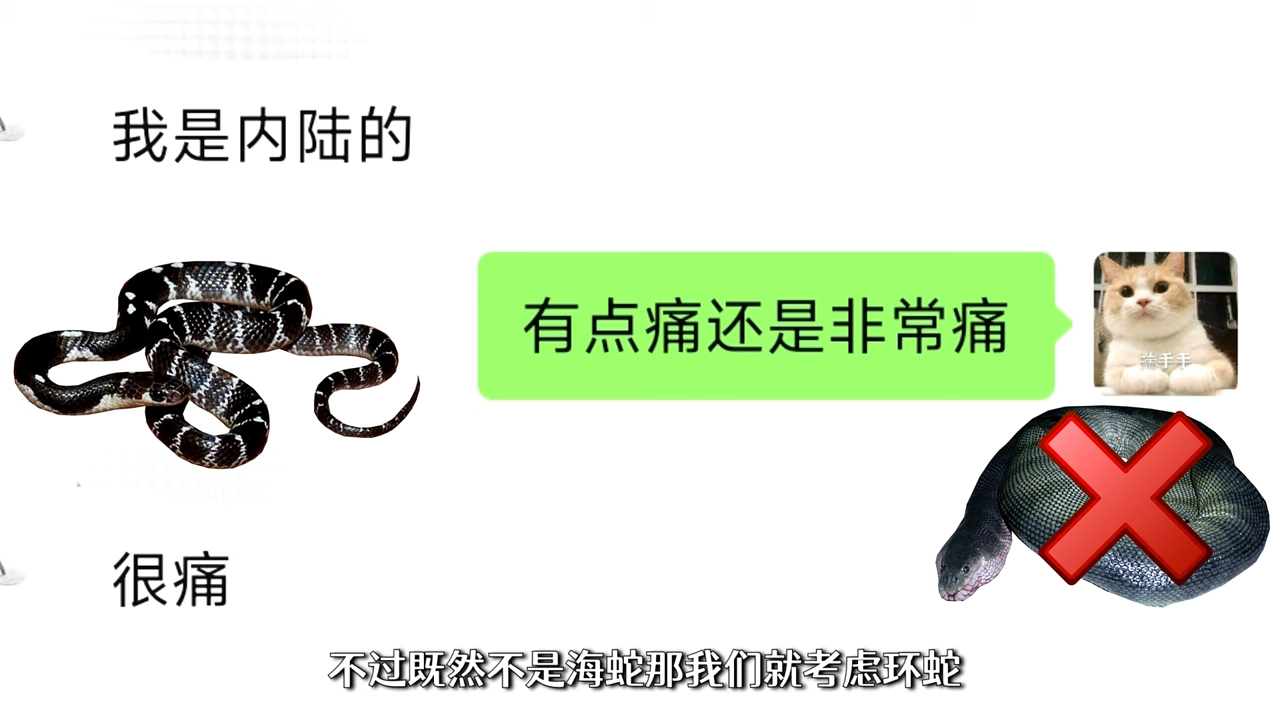 我是内陆的
有点痛还是非常痛
很痛
不过既然不是海蛇那我们就考虑环蛇